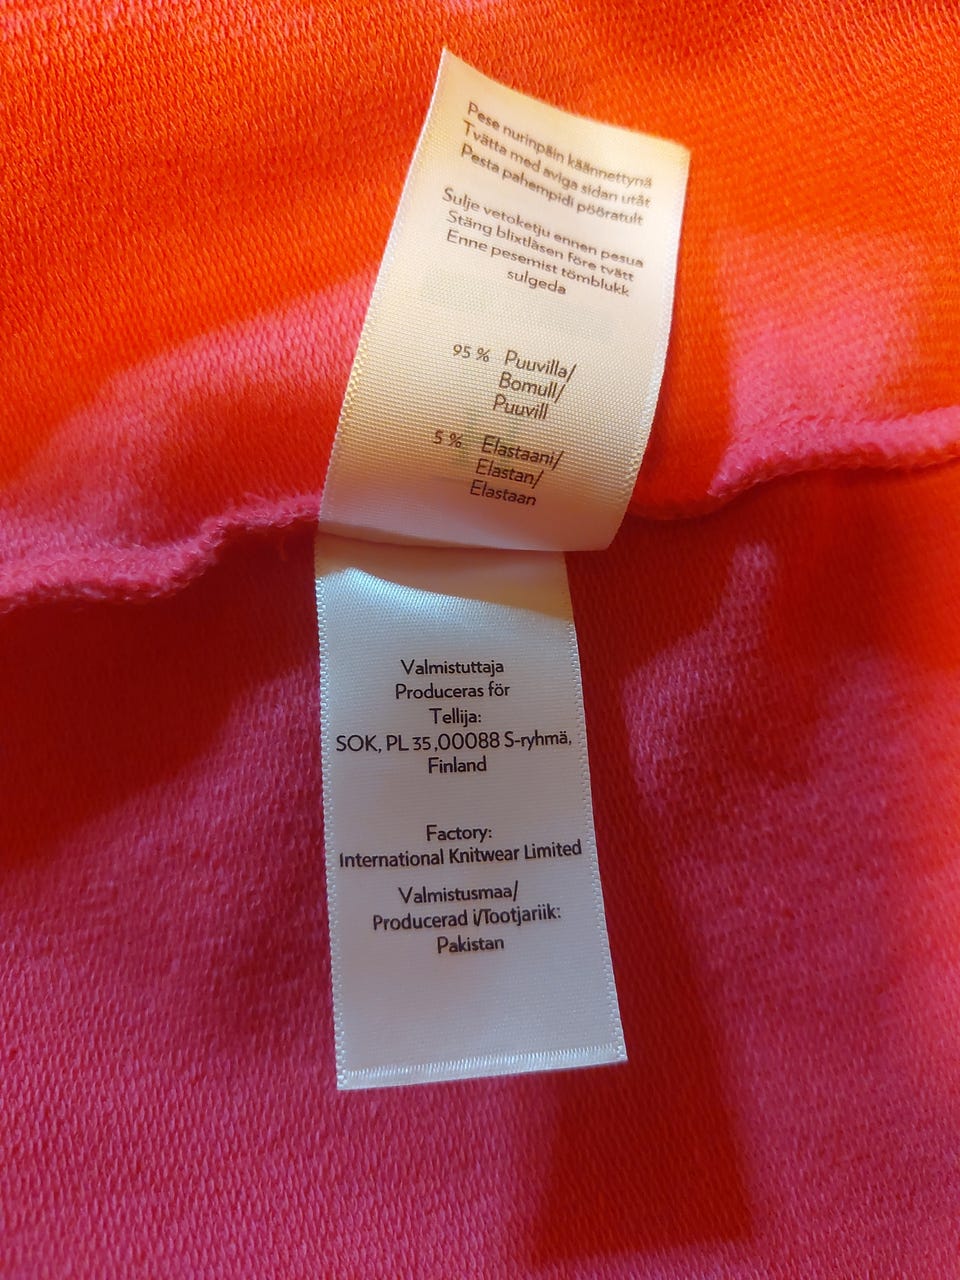 Pese nurinpäin käännettynä
Tvätta med aviga sidan utåt
Pesta pahempidi pööratult
Sulje vetoketju ennen pesua
Stäng blixtlåsen före tvätt
Enne pesemist tõmblukk
sulgeda
95 % Puuvilla/
Bomull/
Puuvill
5 % Elastaani/
Elastan/
Elastaan
Valmistuttaja
Produceras för
Tellija:
SOK, PL 35 ,00088 S-ryhmä,
Finland
Factory:
International Knitwear Limited
Valmistusmaa/
Producerad i/Tootjariik:
Pakistan